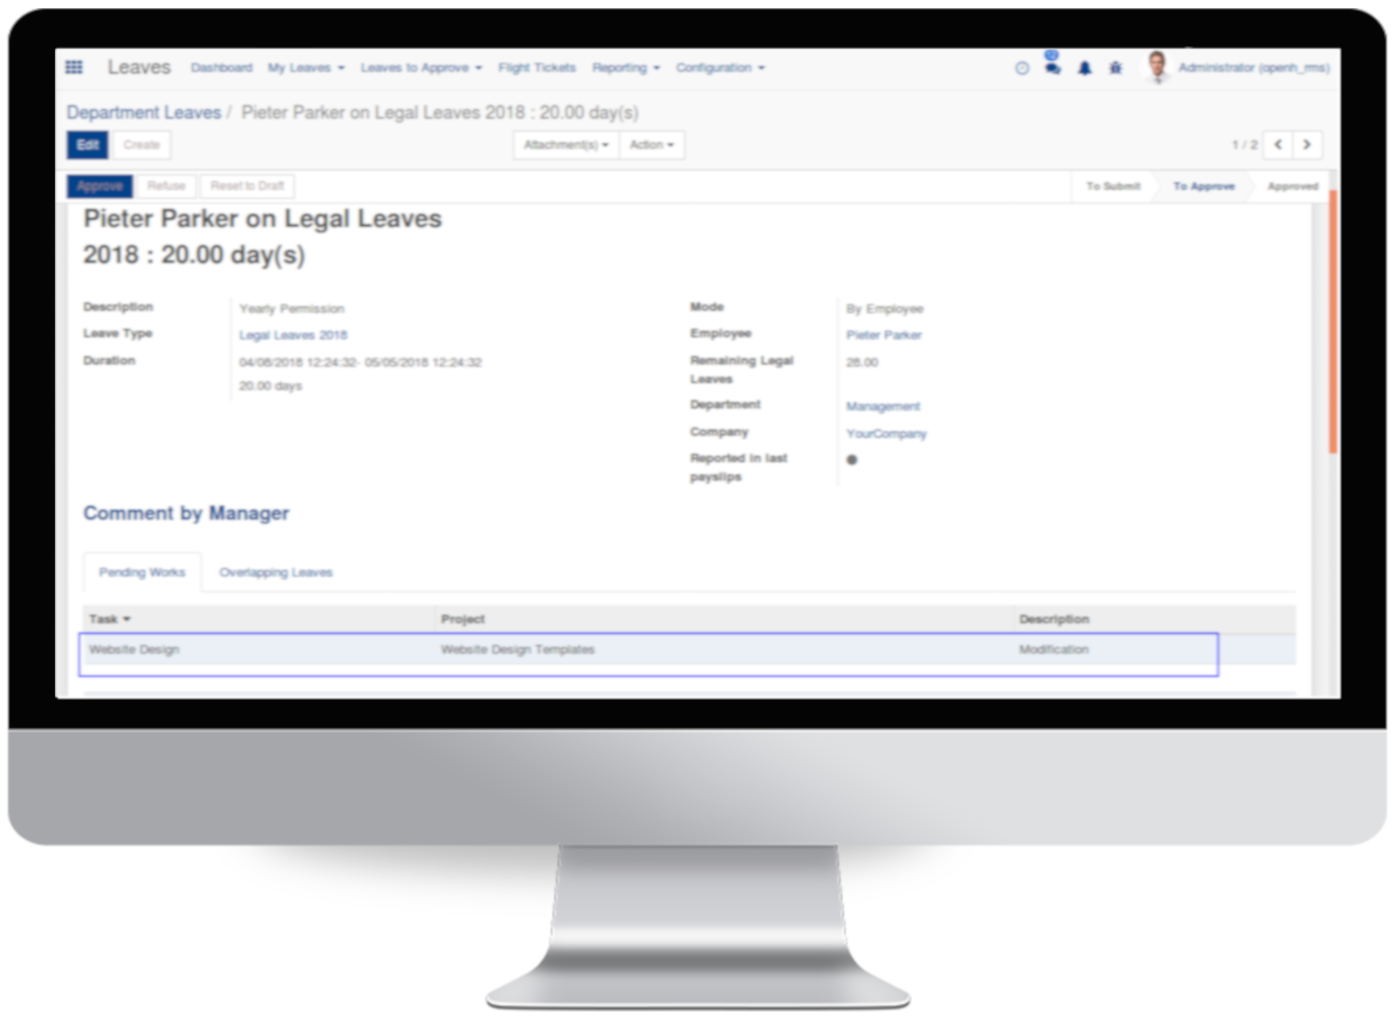 Leaves Dashboard My Leaves Leaves to Approve Flight Tickets Reporting Configuration Administrator (openh_rms)
Department Leaves / Pieter Parker on Legal Leaves 2018 : 20.00 day(s)
Edit Create Attachment(s) Action 1 / 2
Approve Refuse Reset to Draft To Submit To Approve Approved
Pieter Parker on Legal Leaves
2018 : 20.00 day(s)
Description Yearly Permission Mode By Employee
Leave Type Legal Leaves 2018 Employee Pieter Parker
Duration 04/08/2018 12:24:32- 05/05/2018 12:24:32 Remaining Legal 28.00
Leaves
20.00 days
Department Management
Company YourCompany
Reported in last
payslips
Comment by Manager
Pending Works Overlapping Leaves
Task Project Description
Website Design Website Design Templates Modification